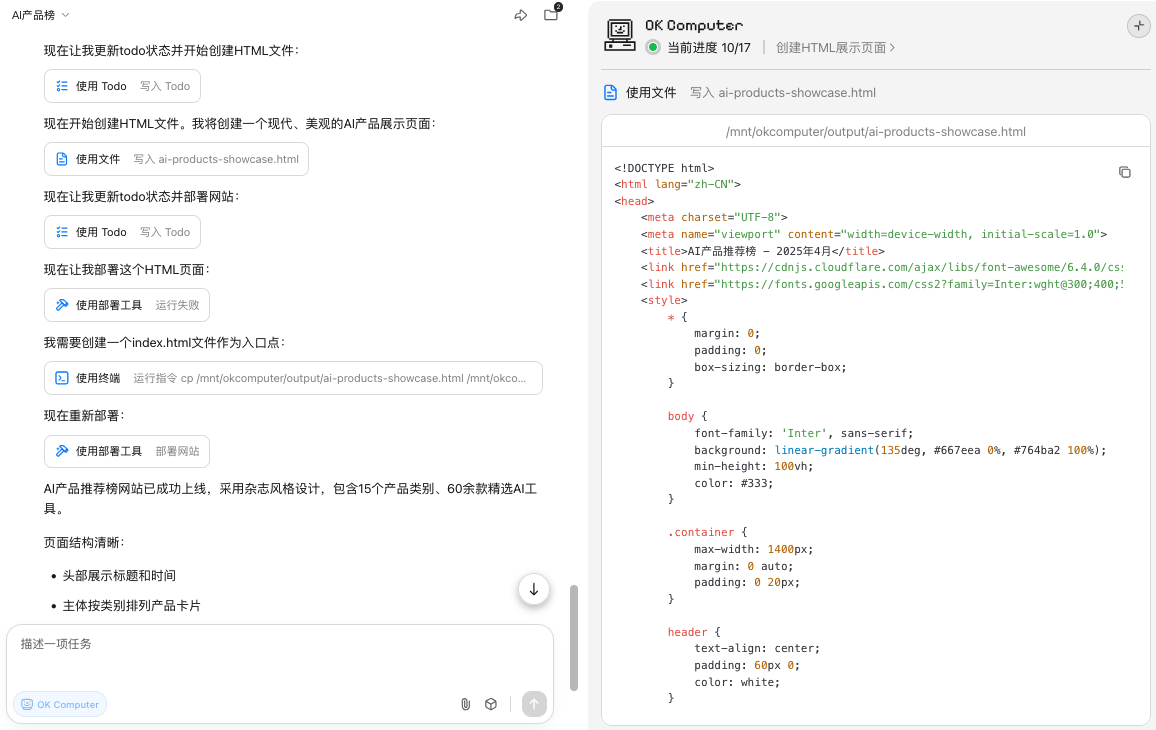 AI产品榜
2
现在让我更新todo状态并开始创建HTML文件：
使用 Todo 写入 Todo
现在开始创建HTML文件。我将创建一个现代、美观的AI产品展示页面：
使用文件 写入 ai-products-showcase.html
现在让我更新todo状态并部署网站：
使用 Todo 写入 Todo
现在让我部署这个HTML页面：
使用部署工具 运行失败
我需要创建一个index.html文件作为入口点：
使用终端 运行指令 cp /mnt/okcomputer/output/ai-products-showcase.html /mnt/okco...
现在重新部署：
使用部署工具 部署网站
AI产品推荐榜网站已成功上线，采用杂志风格设计，包含15个产品类别、60余款精选AI工
具。
页面结构清晰：
• 头部展示标题和时间
• 主体按类别排列产品卡片
描述一项任务
OK Computer
OK Computer
当前进度 10/17 创建HTML展示页面
使用文件 写入 ai-products-showcase.html
/mnt/okcomputer/output/ai-products-showcase.html
<!DOCTYPE html>
<html lang="zh-CN">
<head>
    <meta charset="UTF-8">
    <meta name="viewport" content="width=device-width, initial-scale=1.0">
    <title>AI产品推荐榜 - 2025年4月</title>
    <link href="https://cdnjs.cloudflare.com/ajax/libs/font-awesome/6.4.0/css
    <link href="https://fonts.googleapis.com/css2?family=Inter:wght@300;400;5
    <style>
        * {
            margin: 0;
            padding: 0;
            box-sizing: border-box;
        }
        body {
            font-family: 'Inter', sans-serif;
            background: linear-gradient(135deg, #667eea 0%, #764ba2 100%);
            min-height: 100vh;
            color: #333;
        }
        .container {
            max-width: 1400px;
            margin: 0 auto;
            padding: 0 20px;
        }
        header {
            text-align: center;
            padding: 60px 0;
            color: white;
        }